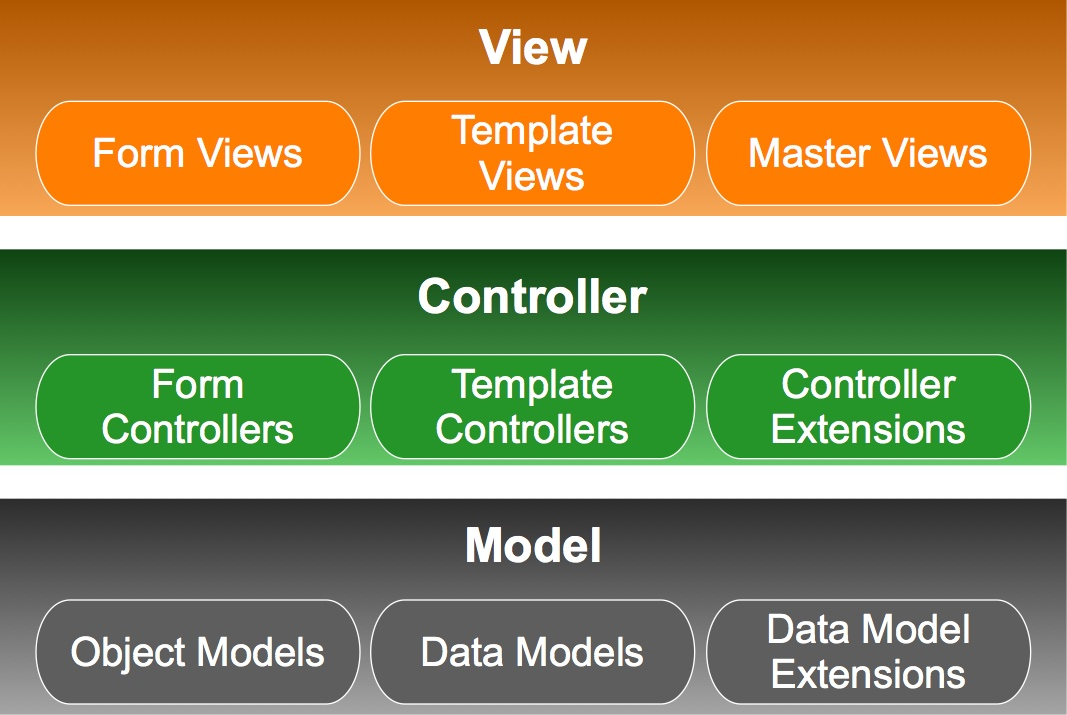 View
Form Views
Template
Views
Master Views
Controller
Form
Controllers
Template
Controllers
Controller
Extensions
Model
Object Models
Data Models
Data Model
Extensions